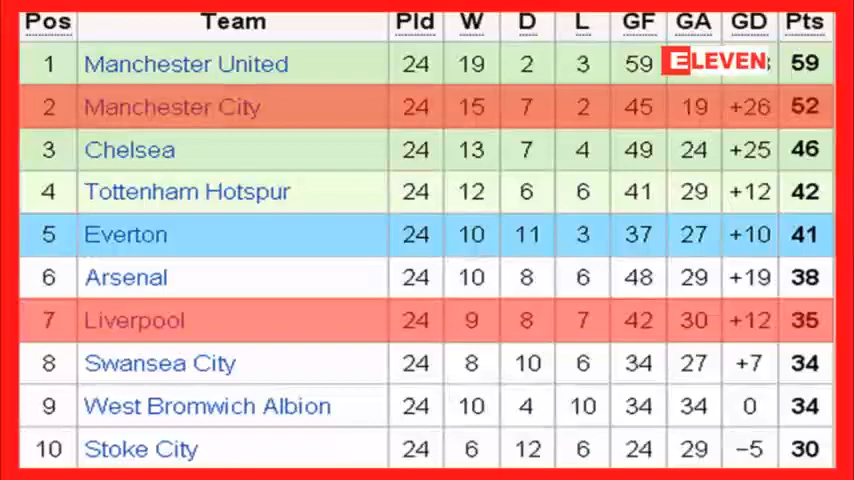 Pos Team Pld W D L GF GA GD Pts
1 Manchester United 24 19 2 3 59 ELEVEN 59
2 Manchester City 24 15 7 2 45 19 +26 52
3 Chelsea 24 13 7 4 49 24 +25 46
4 Tottenham Hotspur 24 12 6 6 41 29 +12 42
5 Everton 24 10 11 3 37 27 +10 41
6 Arsenal 24 10 8 6 48 29 +19 38
7 Liverpool 24 9 8 7 42 30 +12 35
8 Swansea City 24 8 10 6 34 27 +7 34
9 West Bromwich Albion 24 10 4 10 34 34 0 34
10 Stoke City 24 6 12 6 24 29 −5 30